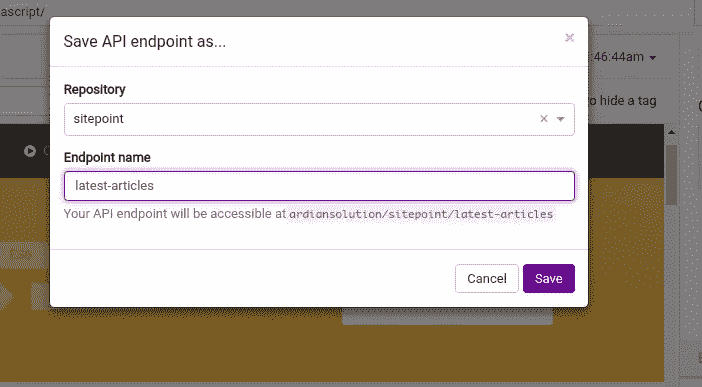 ascript/
Save API endpoint as...
×
:46:44am
Repository
to hide a tag
sitepoint
×
Endpoint name
latest-articles
Your API endpoint will be accessible at ardiansolution/sitepoint/latest-articles
Cancel
Save